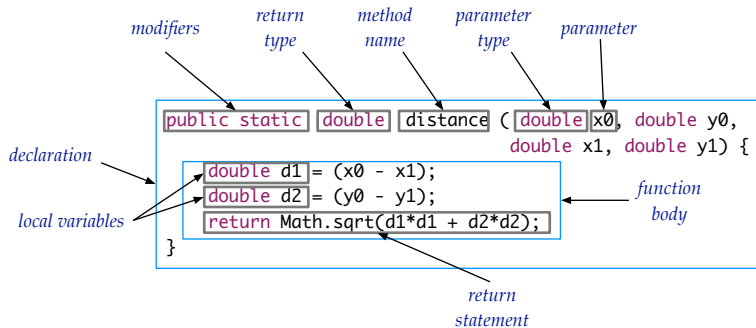 modifiers
return
type
method
name
parameter
type
parameter
public static double distance (double x0, double y0,
double x1, double y1) {
declaration
double d1 = (x0 - x1);
double d2 = (y0 - y1);
local variables
return Math.sqrt(d1*d1 + d2*d2);
function
body
}
return
statement